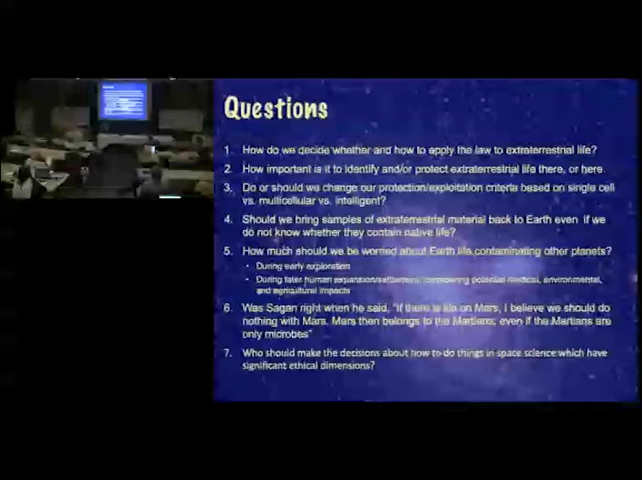 Questions
1. How do we decide whether and how to apply the law to extraterrestrial life?
2. How important is it to identify and/or protect extraterrestrial life there, or here
3. Do or should we change our protection/exploitation criteria based on single cell
vs. multicellular vs. intelligent?
4. Should we bring samples of extraterrestrial material back to Earth even if we
do not know whether they contain native life?
5. How much should we be worried about Earth life contaminating other planets?
• During early exploration
• During later human expansion/settlement/considering potential medical, environmental,
and agricultural impacts
6. Was Sagan right when he said, "If there is life on Mars, I believe we should do
nothing with Mars. Mars then belongs to the Martians, even if the Martians are
only microbes"
7. Who should make the decisions about how to do things in space science which have
significant ethical dimensions?